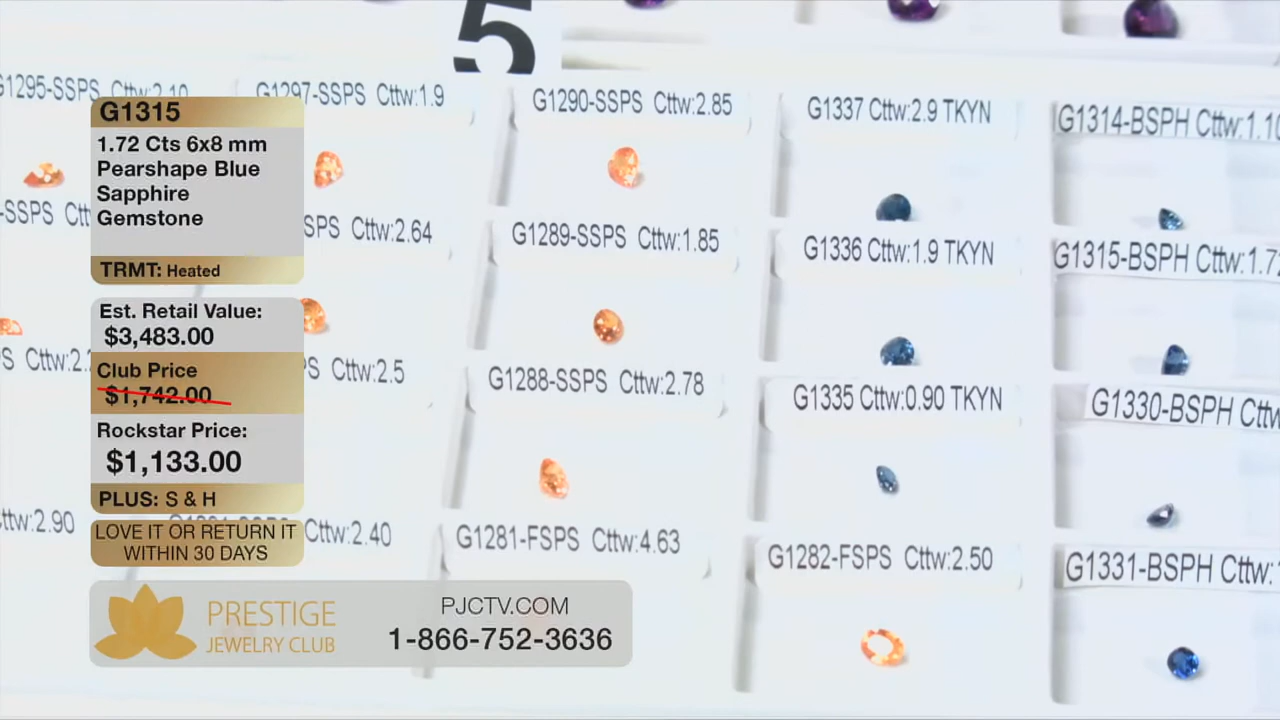 5
G1295-SSPS Cttw:2.10
G1297-SSPS Cttw:1.9
G1290-SSPS Cttw:2.85
G1337 Cttw:2.9 TKYN
G1314-BSPH Cttw:1.10
-SSPS Ctt
SPS Cttw:2.64
G1289-SSPS Cttw:1.85
G1336 Cttw:1.9 TKYN
G1315-BSPH Cttw:1.72
S Cttw:2.
S Cttw:2.5
G1288-SSPS Cttw:2.78
G1335 Cttw:0.90 TKYN
G1330-BSPH Cttw
ttw:2.90
Cttw:2.40
G1281-FSPS Cttw:4.63
G1282-FSPS Cttw:2.50
G1331-BSPH Cttw:
G1315
1.72 Cts 6x8 mm
Pearshape Blue
Sapphire
Gemstone
TRMT: Heated
Est. Retail Value:
$3,483.00
Club Price
$1,742.00
Rockstar Price:
$1,133.00
PLUS: S & H
LOVE IT OR RETURN IT
WITHIN 30 DAYS
PRESTIGE
JEWELRY CLUB
PJCTV.COM
1-866-752-3636